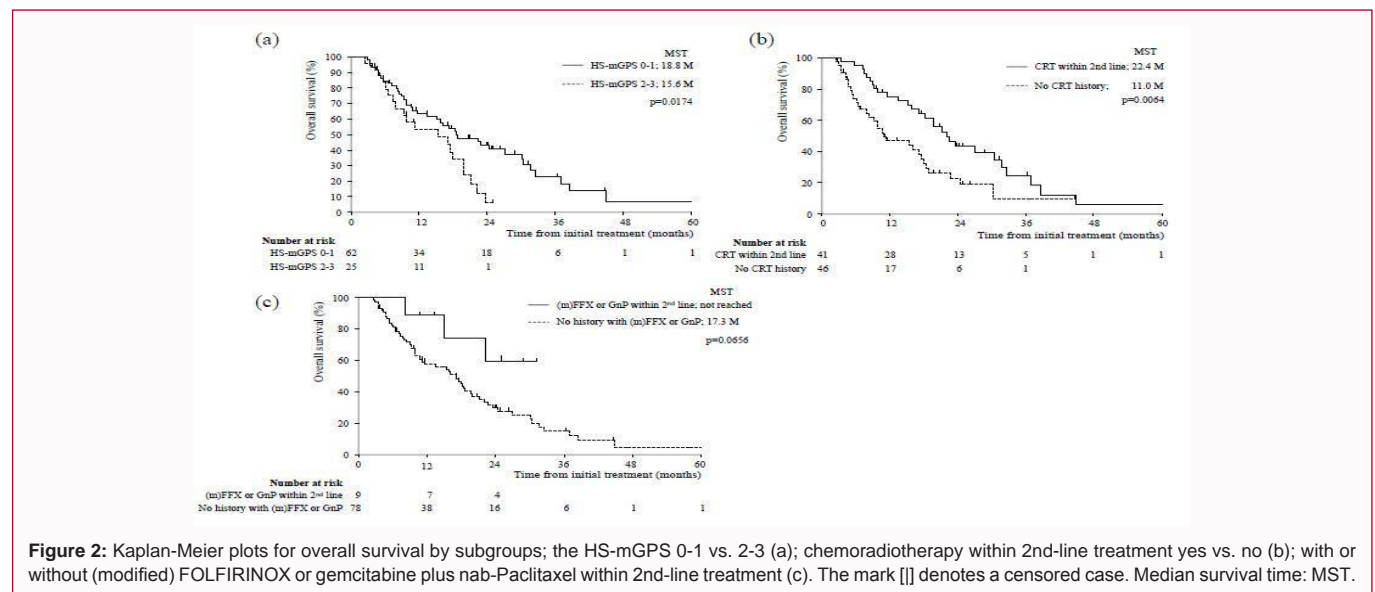 (a)
MST
HS-mGPS 0-1; 18.8 M
HS-mGPS 2-3; 15.6 M
p=0.0174
Overall survival (%)
100
90
80
70
60
50
40
30
20
10
0
0 12 24 36 48 60
Time from initial treatment (months)
Number at risk
HS-mGPS 0-1 62 34 18 6 1 1
HS-mGPS 2-3 25 11 1
(b)
MST
CRT within 2nd line; 22.4 M
No CRT history; 11.0 M
p=0.0064
Overall survival (%)
100
80
60
40
20
0
0 12 24 36 48 60
Time from initial treatment (months)
Number at risk
CRT within 2nd line 41 28 13 5 1 1
No CRT history 46 17 6 1
(c)
MST
(m)FFX or GnP within 2nd line; not reached
No history with (m)FFX or GnP; 17.3 M
p=0.0656
Overall survival (%)
100
80
60
40
20
0
0 12 24 36 48 60
Time from initial treatment (months)
Number at risk
(m)FFX or GnP within 2nd line 9 7 4
No history with (m)FFX or GnP 78 38 16 6 1 1
Figure 2: Kaplan-Meier plots for overall survival by subgroups; the HS-mGPS 0-1 vs. 2-3 (a); chemoradiotherapy within 2nd-line treatment yes vs. no (b); with or
without (modified) FOLFIRINOX or gemcitabine plus nab-Paclitaxel within 2nd-line treatment (c). The mark [|] denotes a censored case. Median survival time: MST.